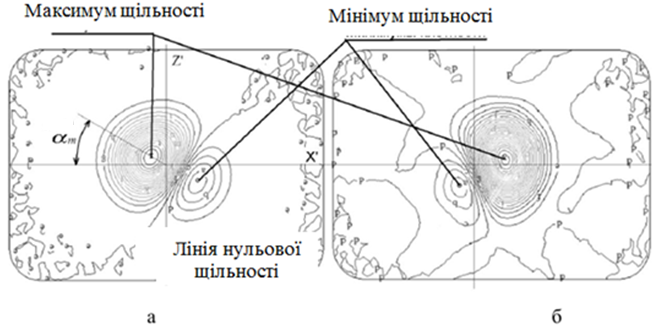 Максимум щільності
Мінімум щільності
Z'
αm
X'
Лінія нульової
щільності
а
б